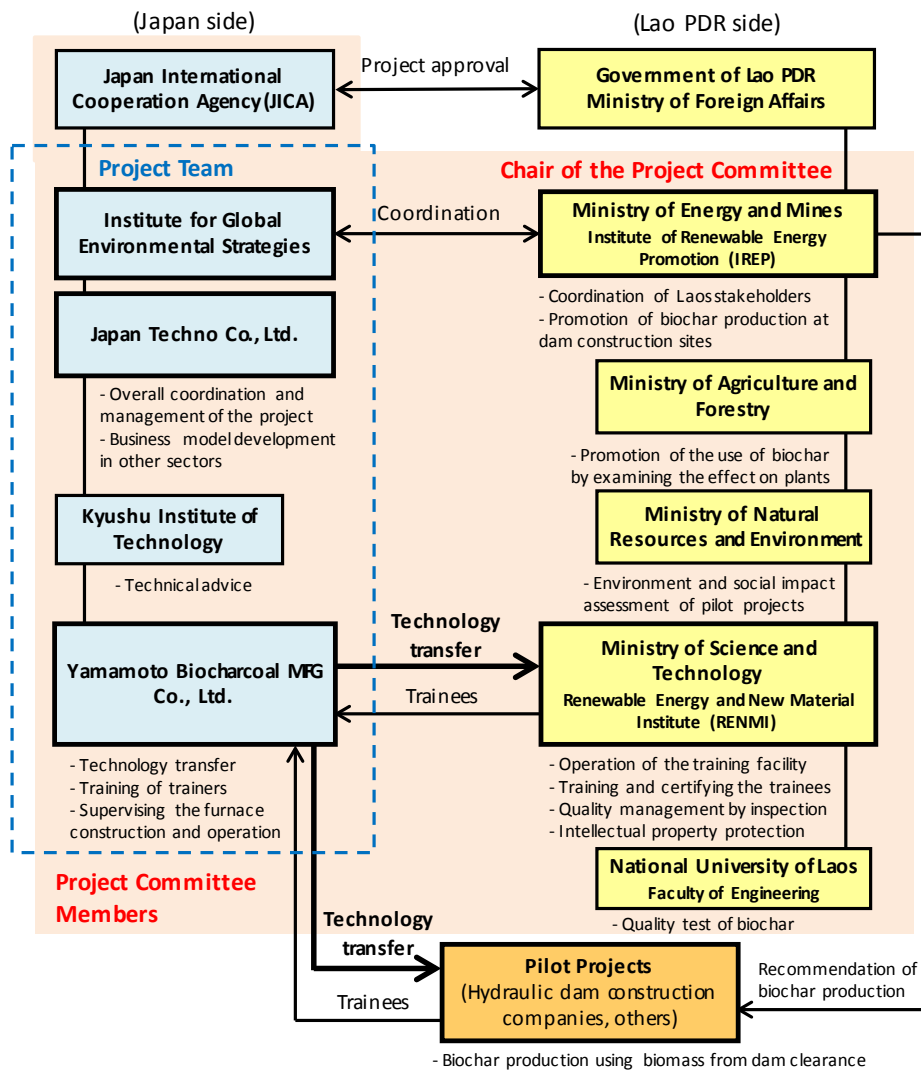 (Japan side)
(Lao PDR side)
Japan International
Cooperation Agency (JICA)
Project approval
Government of Lao PDR
Ministry of Foreign Affairs
Project Team
Chair of the Project Committee
Institute for Global
Environmental Strategies
Coordination
Ministry of Energy and Mines
Institute of Renewable Energy
Promotion (IREP)
- Coordination of Laos stakeholders
- Promotion of biochar production at
dam construction sites
Japan Techno Co., Ltd.
- Overall coordination and
management of the project
- Business model development
in other sectors
Ministry of Agriculture and
Forestry
- Promotion of the use of biochar
by examining the effect on plants
Kyushu Institute of
Technology
- Technical advice
Ministry of Natural
Resources and Environment
- Environment and social impact
assessment of pilot projects
Yamamoto Biocharcoal MFG
Co., Ltd.
Technology
transfer
Trainees
Ministry of Science and
Technology
Renewable Energy and New Material
Institute (RENMI)
- Technology transfer
- Training of trainers
- Supervising the furnace
construction and operation
- Operation of the training facility
- Training and certifying the trainees
- Quality management by inspection
- Intellectual property protection
Project Committee
Members
National University of Laos
Faculty of Engineering
- Quality test of biochar
Technology
transfer
Trainees
Pilot Projects
(Hydraulic dam construction
companies, others)
Recommendation of
biochar production
- Biochar production using biomass from dam clearance